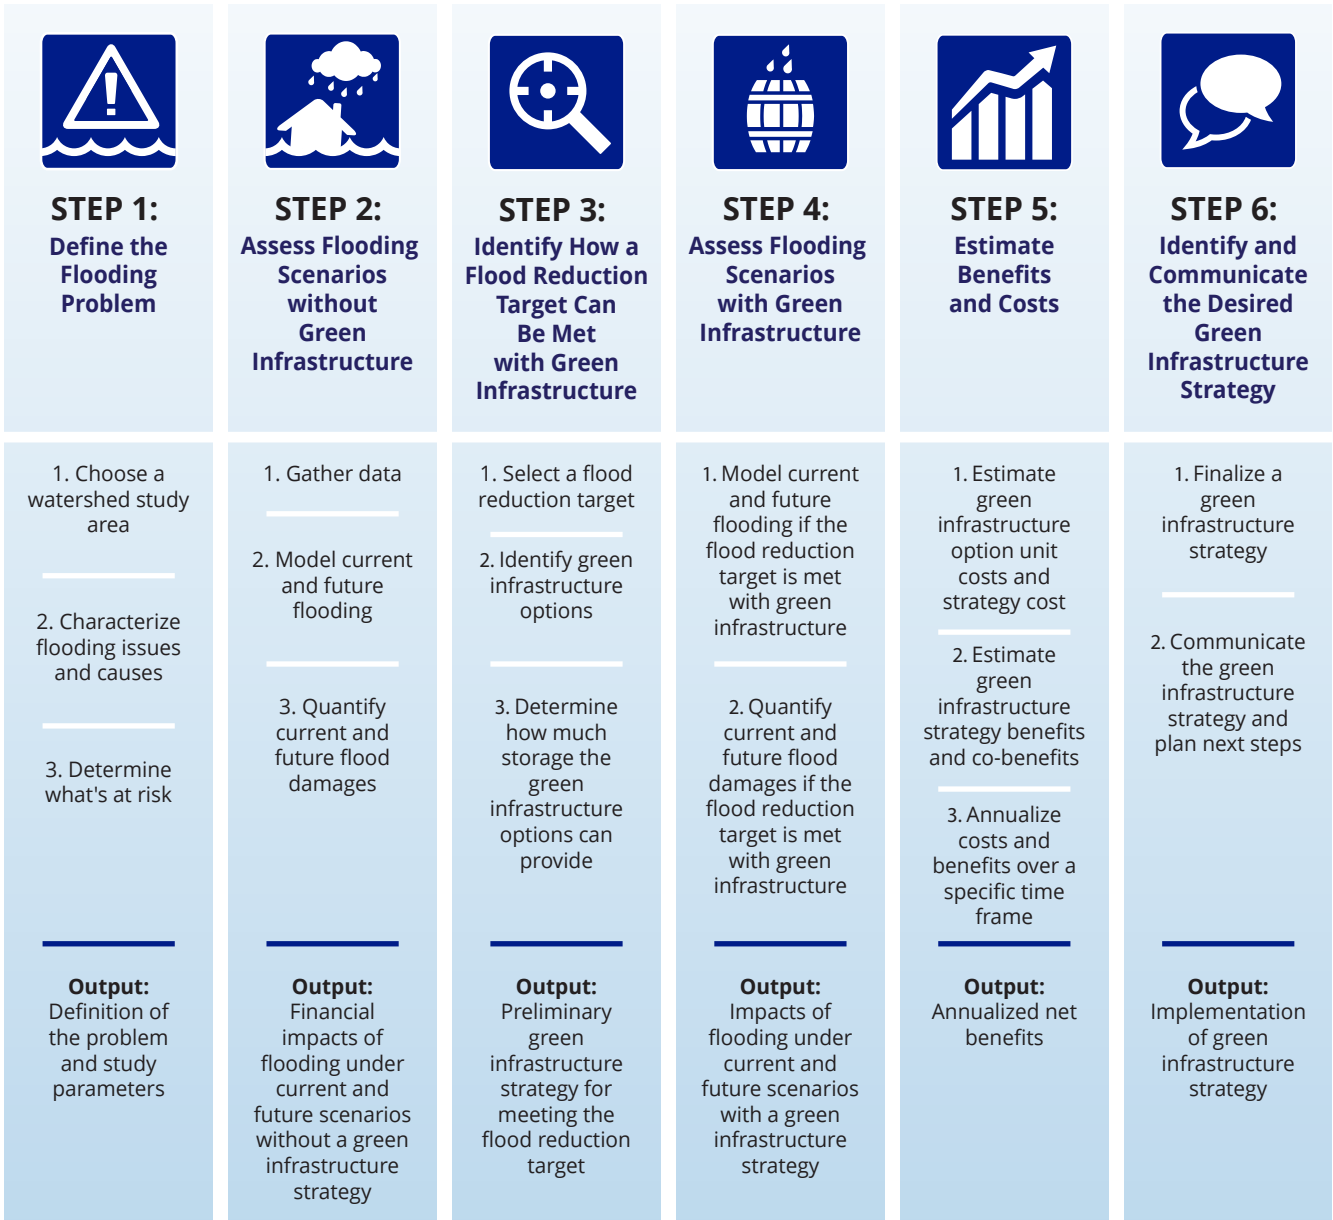 STEP 1:
Define the
Flooding
Problem
1. Choose a
watershed study
area
2. Characterize
flooding issues
and causes
3. Determine
what's at risk
Output:
Definition of
the problem
and study
parameters
STEP 2:
Assess Flooding
Scenarios
without
Green
Infrastructure
1. Gather data
2. Model current
and future
flooding
3. Quantify
current and
future flood
damages
Output:
Financial
impacts of
flooding under
current and
future scenarios
without a green
infrastructure
strategy
STEP 3:
Identify How a
Flood Reduction
Target Can
Be Met
with Green
Infrastructure
1. Select a flood
reduction target
2. Identify green
infrastructure
options
3. Determine
how much
storage the
green
infrastructure
options can
provide
Output:
Preliminary
green
infrastructure
strategy for
meeting the
flood reduction
target
STEP 4:
Assess Flooding
Scenarios
with Green
Infrastructure
1. Model current
and future
flooding if the
flood reduction
target is met
with green
infrastructure
2. Quantify
current and
future flood
damages if the
flood reduction
target is met
with green
infrastructure
Output:
Impacts of
flooding under
current and
future scenarios
with a green
infrastructure
strategy
STEP 5:
Estimate
Benefits
and Costs
1. Estimate
green
infrastructure
option unit
costs and
strategy cost
2. Estimate
green
infrastructure
strategy benefits
and co-benefits
3. Annualize
costs and
benefits over a
specific time
frame
Output:
Annualized net
benefits
STEP 6:
Identify and
Communicate
the Desired
Green
Infrastructure
Strategy
1. Finalize a
green
infrastructure
strategy
2. Communicate
the green
infrastructure
strategy and
plan next steps
Output:
Implementation
of green
infrastructure
strategy